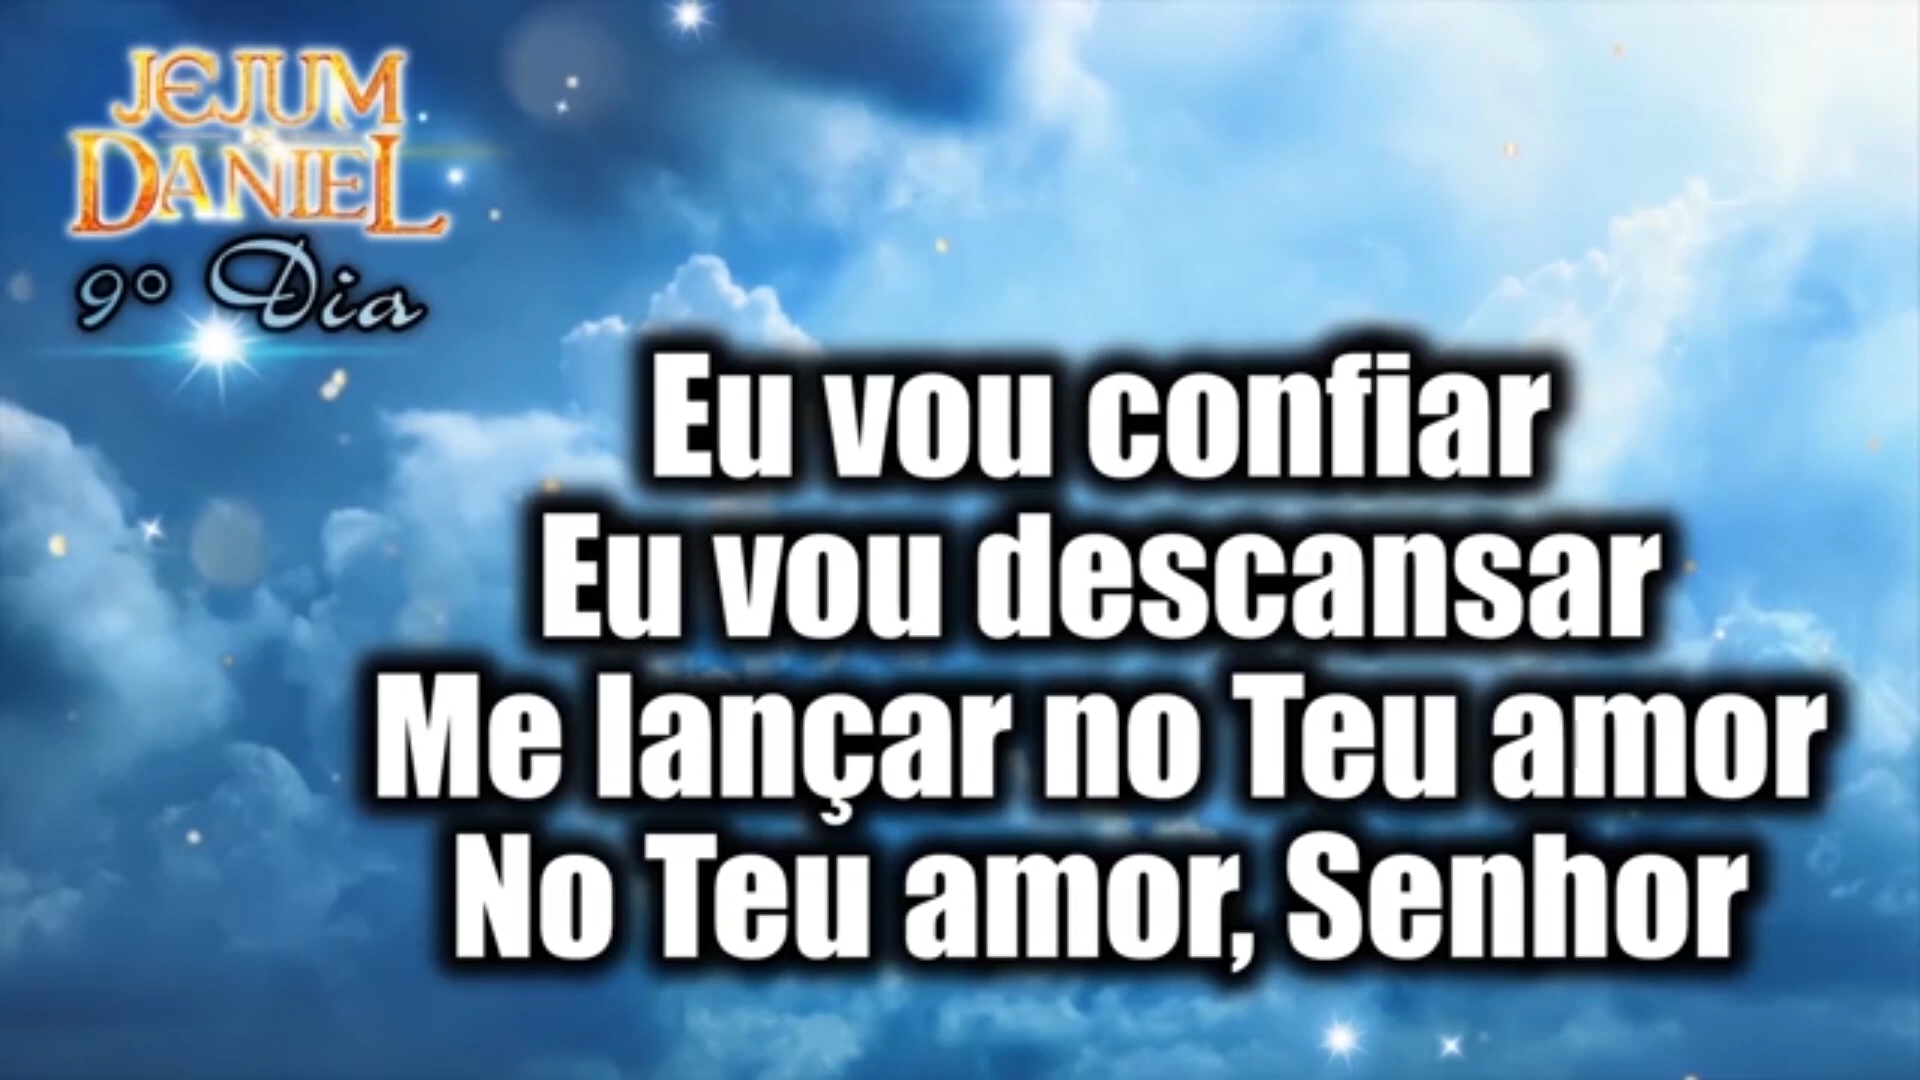 JEJUM
DE
DANIEL
9º Dia
Eu vou confiar
Eu vou descansar
Me lançar no Teu amor
No Teu amor, Senhor